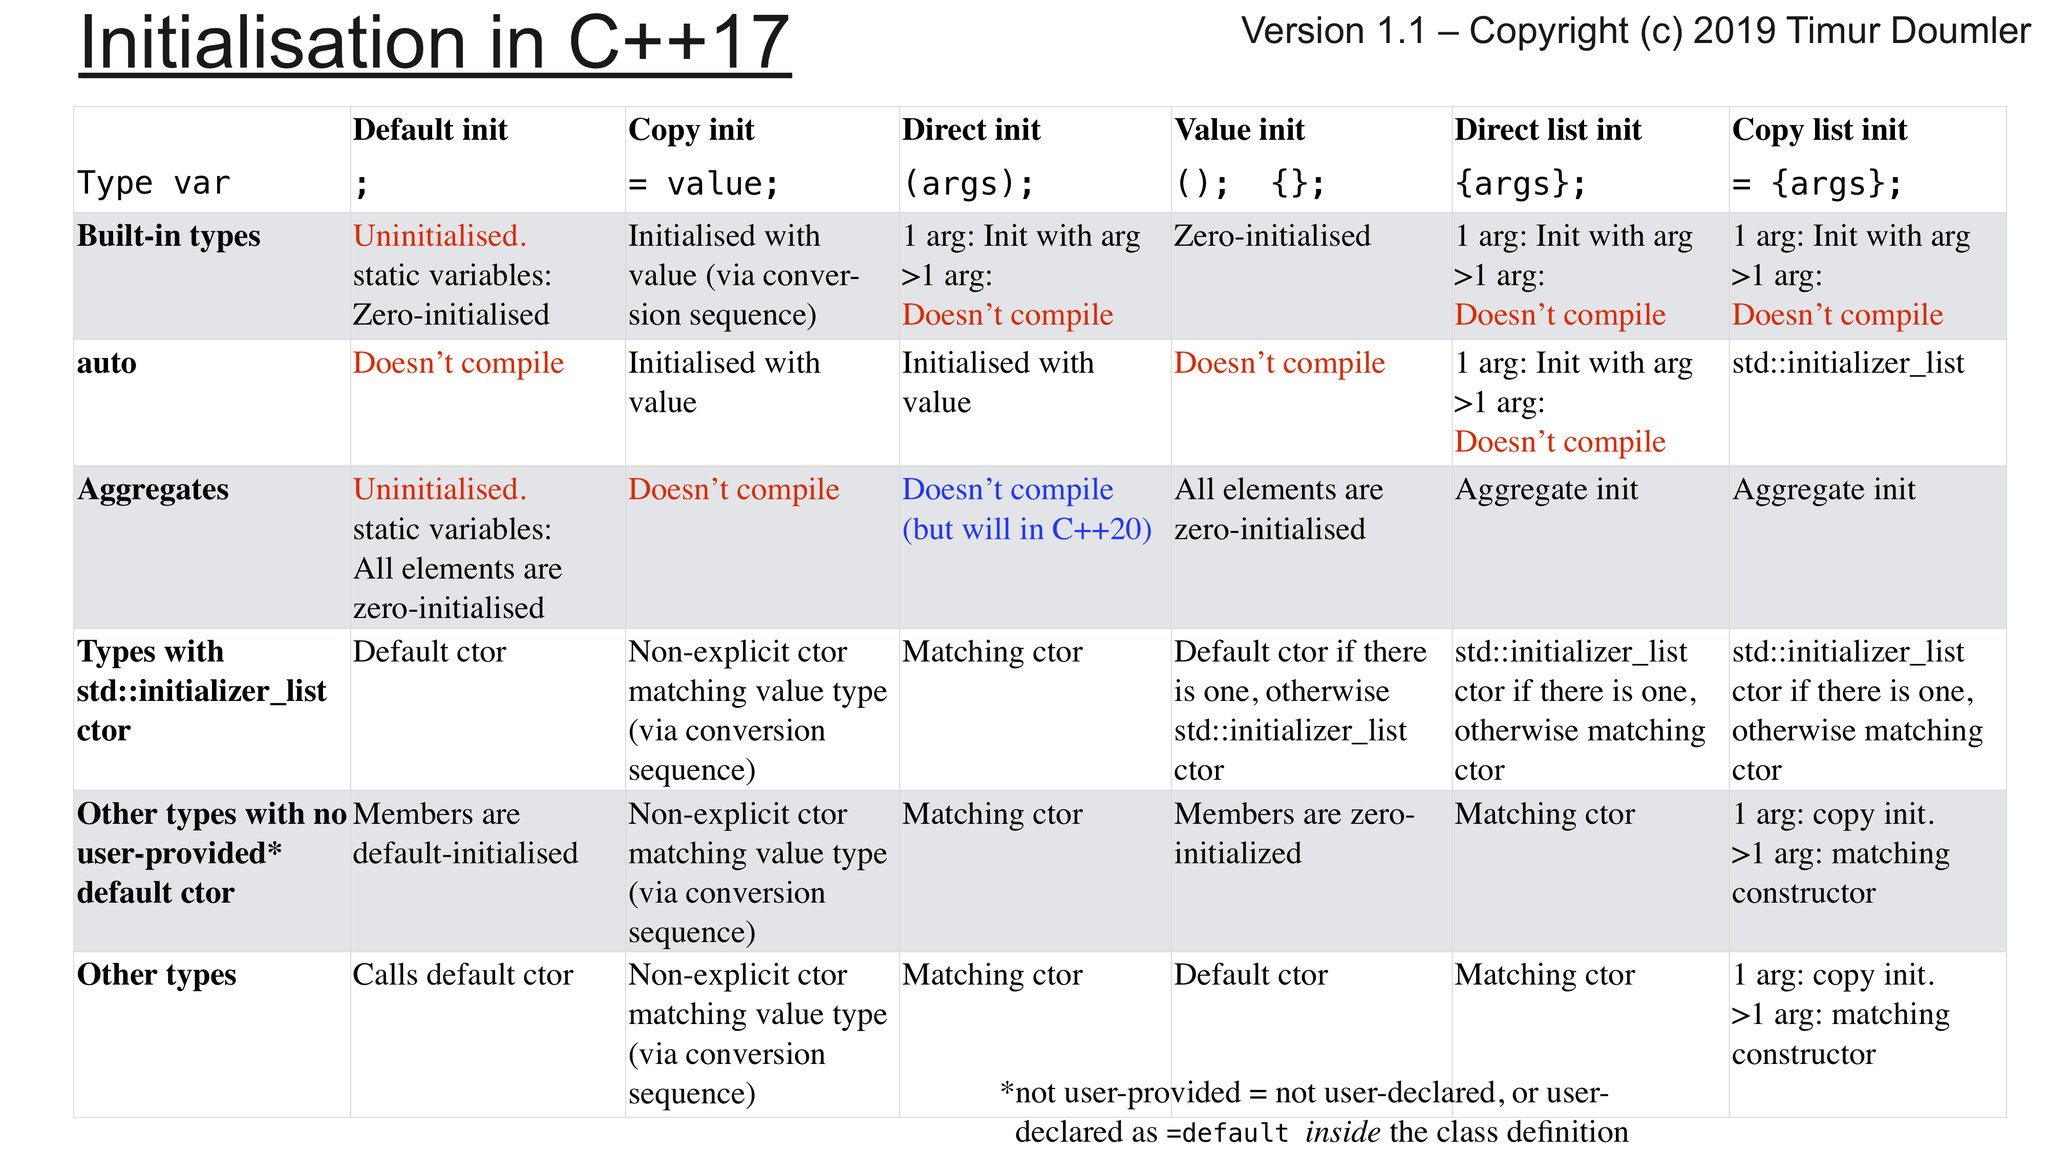 Initialisation in C++17
Version 1.1 – Copyright (c) 2019 Timur Doumler
Default init
Copy init
Direct init
Value init
Direct list init
Copy list init
Type var
;
= value;
(args);
(); {};
{args};
= {args};
Built-in types
Uninitialised.
static variables:
Zero-initialised
Initialised with
value (via conver-
sion sequence)
1 arg: Init with arg
>1 arg:
Doesn’t compile
Zero-initialised
1 arg: Init with arg
>1 arg:
Doesn’t compile
1 arg: Init with arg
>1 arg:
Doesn’t compile
auto
Doesn’t compile
Initialised with
value
Initialised with
value
Doesn’t compile
1 arg: Init with arg
>1 arg:
Doesn’t compile
std::initializer_list
Aggregates
Uninitialised.
static variables:
All elements are
zero-initialised
Doesn’t compile
Doesn’t compile
(but will in C++20)
All elements are
zero-initialised
Aggregate init
Aggregate init
Types with
std::initializer_list
ctor
Default ctor
Non-explicit ctor
matching value type
(via conversion
sequence)
Matching ctor
Default ctor if there
is one, otherwise
std::initializer_list
ctor
std::initializer_list
ctor if there is one,
otherwise matching
ctor
std::initializer_list
ctor if there is one,
otherwise matching
ctor
Other types with no
user-provided*
default ctor
Members are
default-initialised
Non-explicit ctor
matching value type
(via conversion
sequence)
Matching ctor
Members are zero-
initialized
Matching ctor
1 arg: copy init.
>1 arg: matching
constructor
Other types
Calls default ctor
Non-explicit ctor
matching value type
(via conversion
sequence)
Matching ctor
Default ctor
Matching ctor
1 arg: copy init.
>1 arg: matching
constructor
*not user-provided = not user-declared, or user-
declared as =default inside the class definition